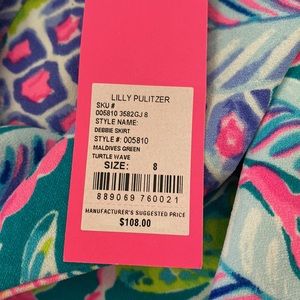 LILLY PULITZER
SKU #
005810 3582GJ 8
STYLE NAME:
DEBBIE SKIRT
STYLE #: 005810
MALDIVES GREEN
TURTLE WAVE
SIZE: 8
889069 760021
MANUFACTURER'S SUGGESTED PRICE
$108.00